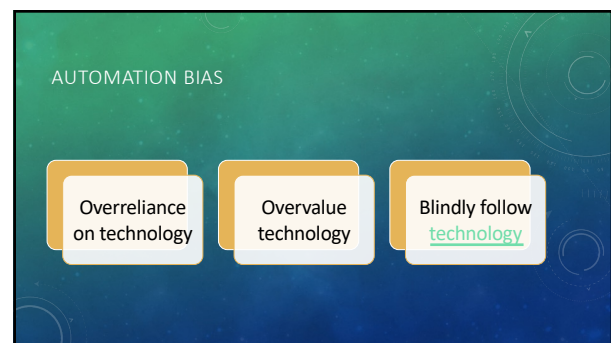 AUTOMATION BIAS
Overreliance
on technology
Overvalue
technology
Blindly follow
technology